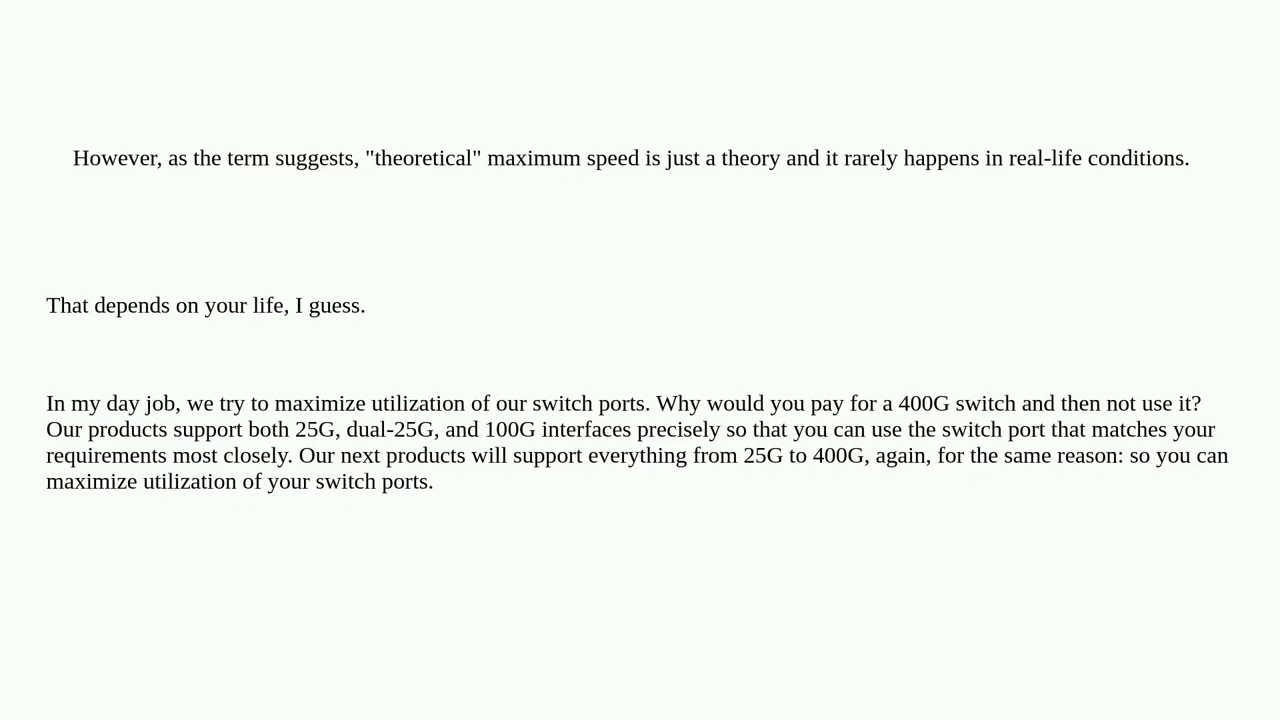 However, as the term suggests, "theoretical" maximum speed is just a theory and it rarely happens in real-life conditions.
That depends on your life, I guess.
In my day job, we try to maximize utilization of our switch ports. Why would you pay for a 400G switch and then not use it?
Our products support both 25G, dual-25G, and 100G interfaces precisely so that you can use the switch port that matches your
requirements most closely. Our next products will support everything from 25G to 400G, again, for the same reason: so you can
maximize utilization of your switch ports.